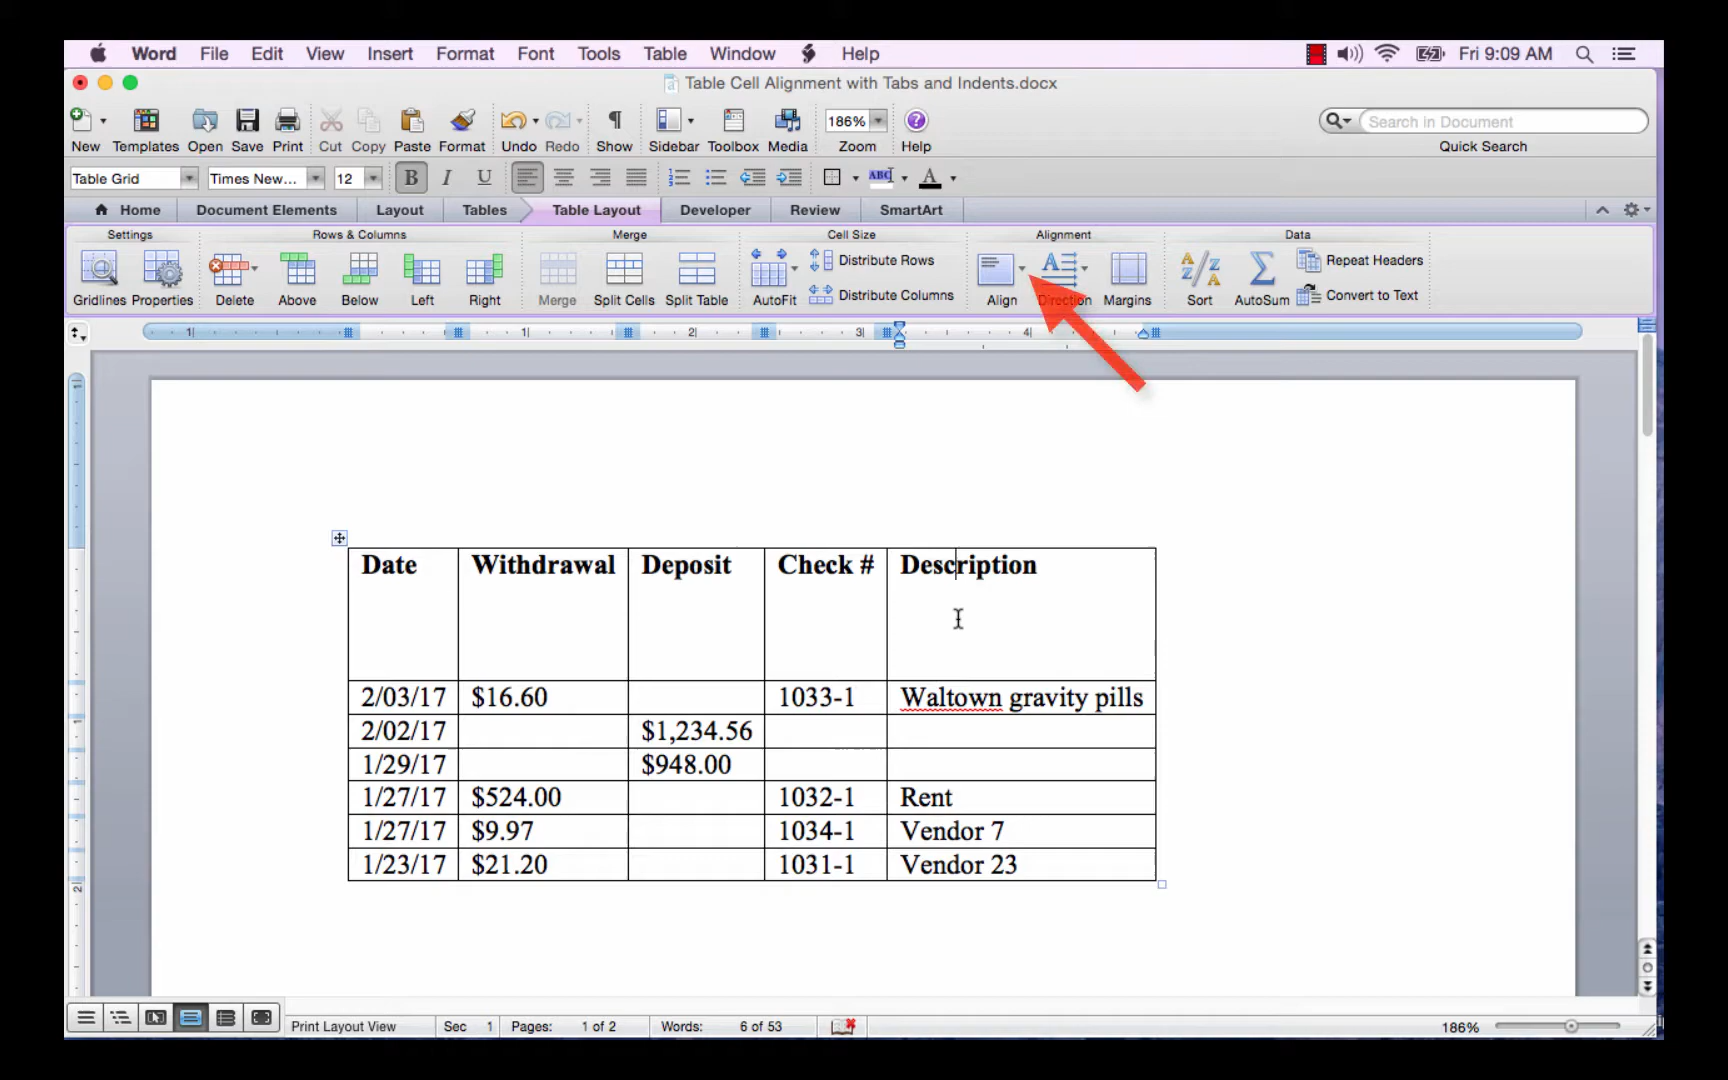 Word File Edit View Insert Format Font Tools Table Window Help Fri 9:09 AM
Table Cell Alignment with Tabs and Indents.docx
186% Search in Document
New Templates Open Save Print Cut Copy Paste Format Undo Redo Show Sidebar Toolbox Media Zoom Help Quick Search
Table Grid Times New... 12 B I U ABC A
Home Document Elements Layout Tables Table Layout Developer Review SmartArt
Settings Rows & Columns Merge Cell Size Alignment Data
Distribute Rows Repeat Headers
Distribute Columns Convert to Text
Gridlines Properties Delete Above Below Left Right Merge Split Cells Split Table AutoFit Align Direction Margins Sort AutoSum
1 1 2 3 4
Date Withdrawal Deposit Check # Description
2/03/17 $16.60 1033-1 Waltown gravity pills
2/02/17 $1,234.56
1/29/17 $948.00
1/27/17 $524.00 1032-1 Rent
1/27/17 $9.97 1034-1 Vendor 7
1/23/17 $21.20 1031-1 Vendor 23
Print Layout View Sec 1 Pages: 1 of 2 Words: 6 of 53 186%